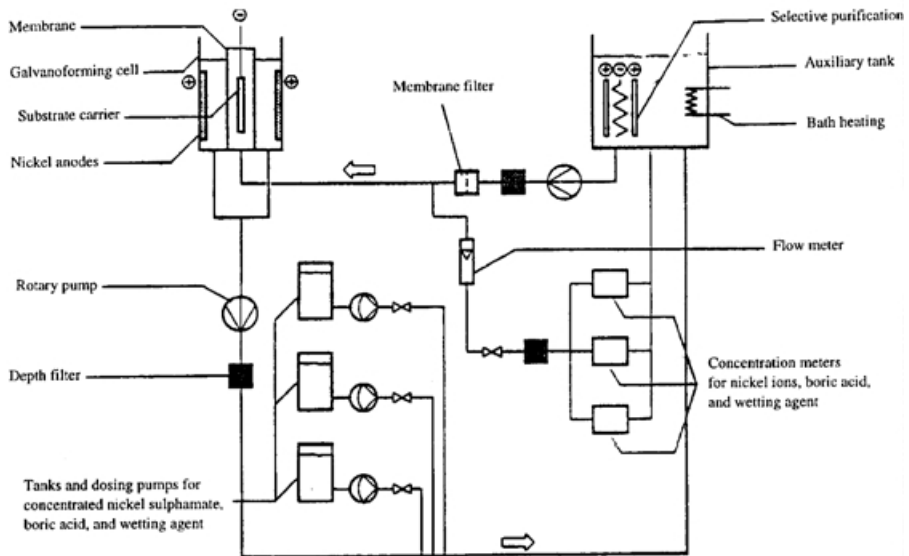 Membrane
Galvanoforming cell
Substrate carrier
Nickel anodes
Membrane filter
Selective purification
Auxiliary tank
Bath heating
Flow meter
Rotary pump
Depth filter
Concentration meters
for nickel ions, boric acid,
and wetting agent
Tanks and dosing pumps for
concentrated nickel sulphamate,
boric acid, and wetting agent